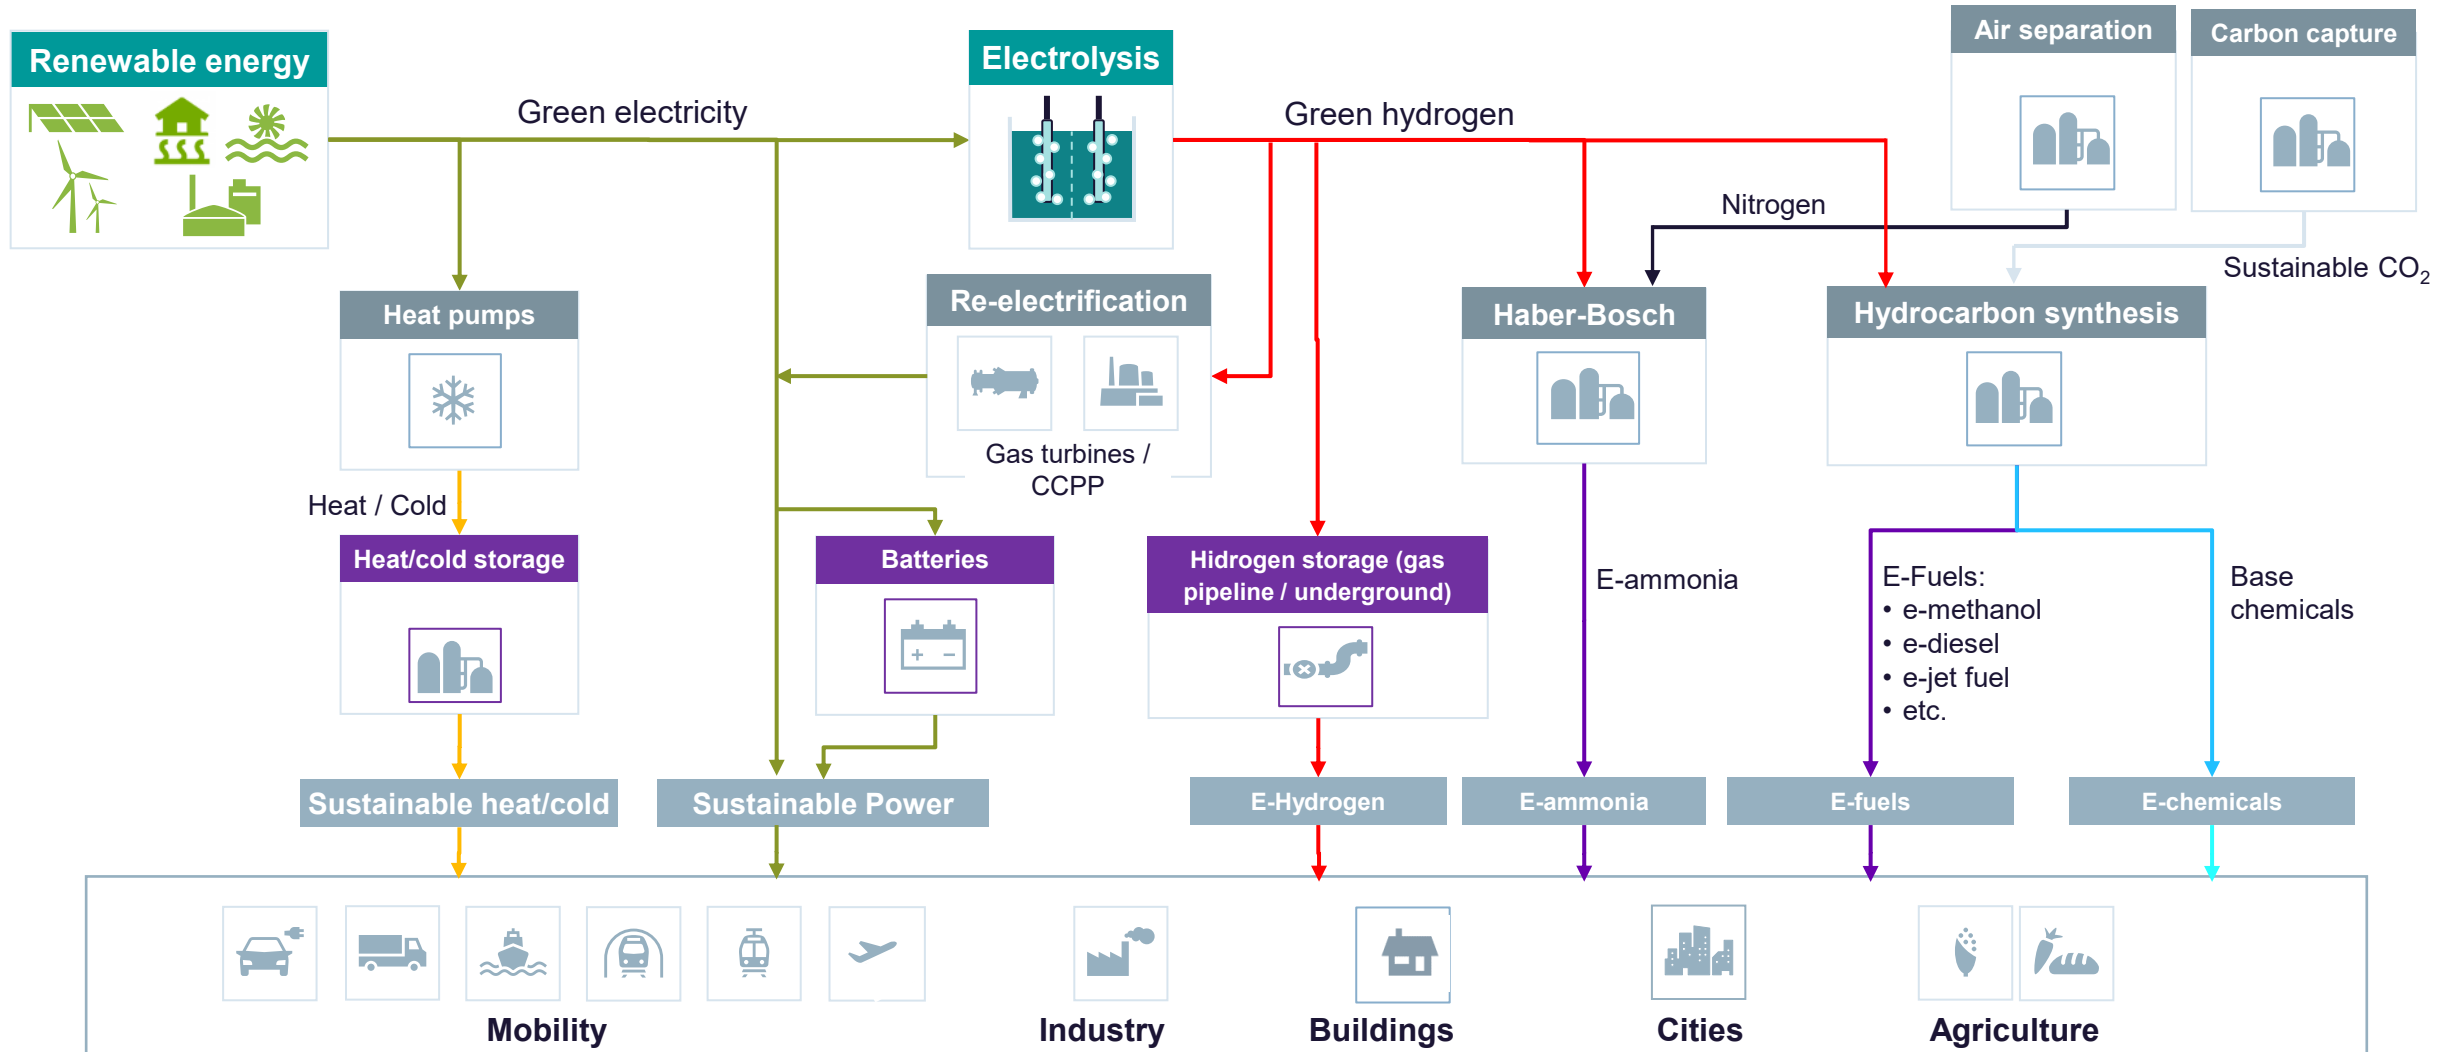 Air separation
Carbon capture
Renewable energy
Electrolysis
Green electricity
Green hydrogen
Nitrogen
Sustainable CO₂
Heat pumps
Re-electrification
Haber-Bosch
Hydrocarbon synthesis
Gas turbines /
CCPP
Heat / Cold
Heat/cold storage
Batteries
Hidrogen storage (gas
pipeline / underground)
E-ammonia
E-Fuels:
• e-methanol
• e-diesel
• e-jet fuel
• etc.
Base
chemicals
+ −
Sustainable heat/cold
Sustainable Power
E-Hydrogen
E-ammonia
E-fuels
E-chemicals
Mobility
Industry
Buildings
Cities
Agriculture